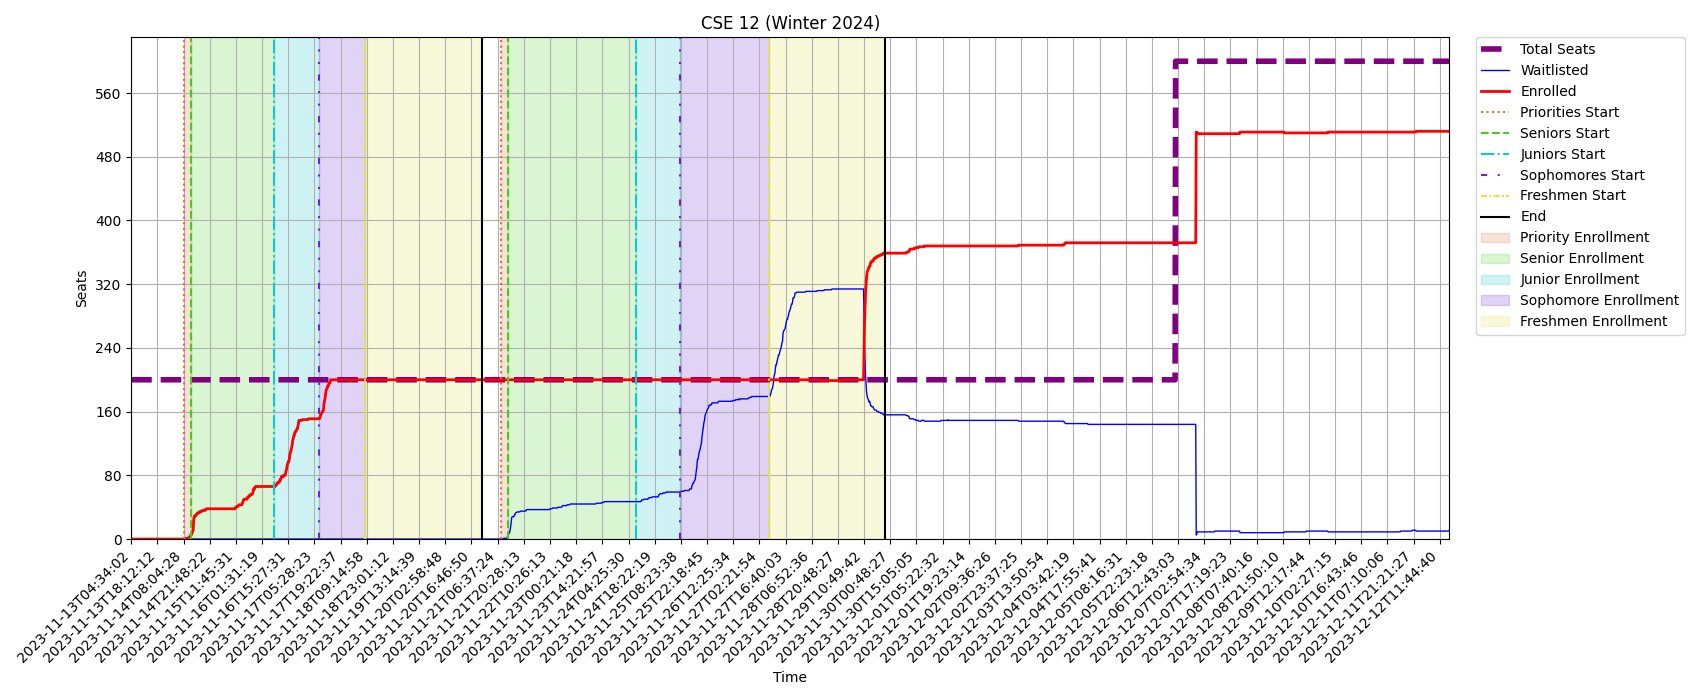 CSE 12 (Winter 2024)
Seats
560
480
400
320
240
160
80
0
2023-11-13T04:34:02
2023-11-13T18:12:12
2023-11-14T08:04:28
2023-11-14T21:48:22
2023-11-15T11:45:31
2023-11-16T01:31:19
2023-11-16T15:27:31
2023-11-17T05:28:23
2023-11-17T19:22:37
2023-11-18T09:14:58
2023-11-18T23:01:12
2023-11-19T13:14:39
2023-11-20T02:58:48
2023-11-20T16:46:50
2023-11-21T06:37:24
2023-11-21T20:28:13
2023-11-22T10:26:13
2023-11-23T00:21:18
2023-11-23T14:21:57
2023-11-24T04:25:30
2023-11-24T18:22:19
2023-11-25T08:23:38
2023-11-25T22:18:45
2023-11-26T12:25:34
2023-11-27T02:21:54
2023-11-27T16:40:03
2023-11-28T06:52:36
2023-11-28T20:48:27
2023-11-29T10:49:42
2023-11-30T00:48:27
2023-11-30T15:05:05
2023-12-01T05:22:32
2023-12-01T19:23:14
2023-12-02T09:36:26
2023-12-02T23:37:25
2023-12-03T13:50:54
2023-12-04T03:42:19
2023-12-04T17:55:41
2023-12-05T08:16:31
2023-12-05T22:23:18
2023-12-06T12:43:03
2023-12-07T02:54:34
2023-12-07T17:19:23
2023-12-08T07:40:16
2023-12-08T21:50:10
2023-12-09T12:17:44
2023-12-10T02:27:15
2023-12-10T16:43:46
2023-12-11T07:10:06
2023-12-11T21:21:27
2023-12-12T11:44:40
Time
Total Seats
Waitlisted
Enrolled
Priorities Start
Seniors Start
Juniors Start
Sophomores Start
Freshmen Start
End
Priority Enrollment
Senior Enrollment
Junior Enrollment
Sophomore Enrollment
Freshmen Enrollment